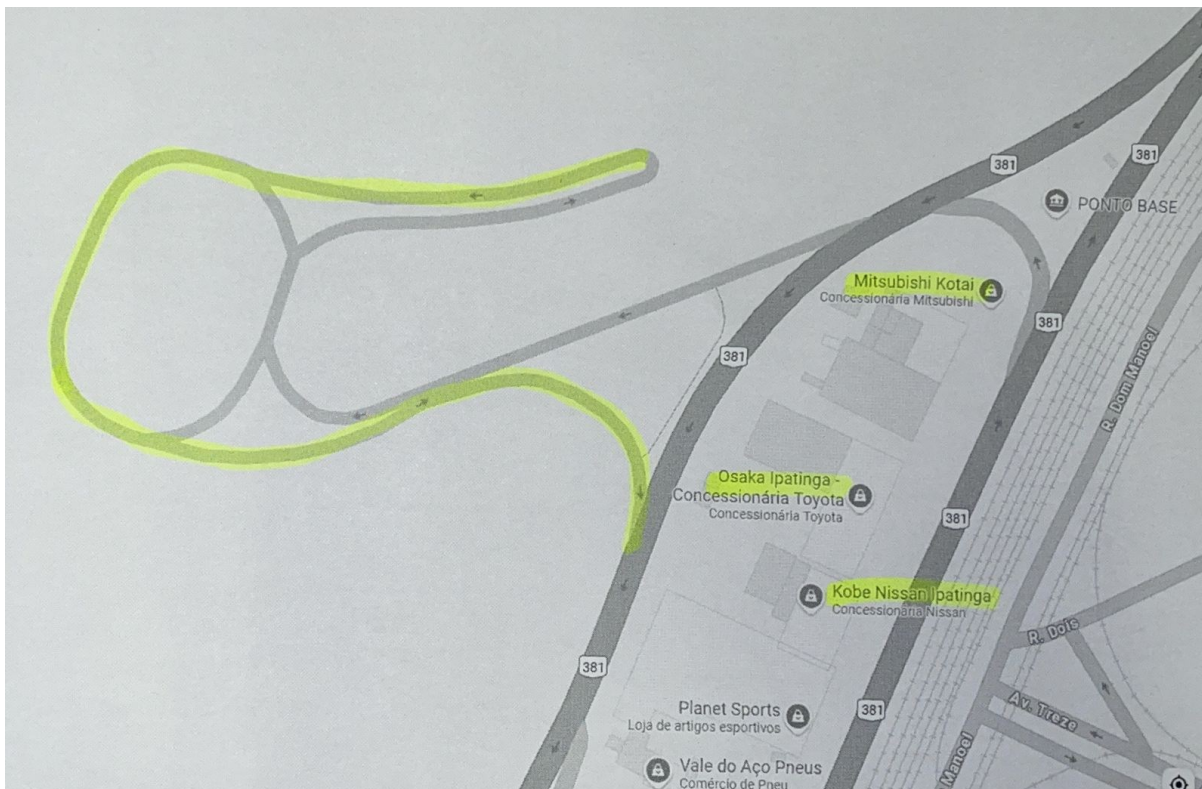 381
381
PONTO BASE
Mitsubishi Kotai
Concessionária Mitsubishi
381
381
R. Dom Manoel
Osaka Ipatinga -
Concessionária Toyota
Concessionária Toyota
381
Kobe Nissan Ipatinga
Concessionária Nissan
R. Dois
381
381
Planet Sports
Loja de artigos esportivos
Av. Treze
Manoel
Vale do Aço Pneus
Comércio de Pneu